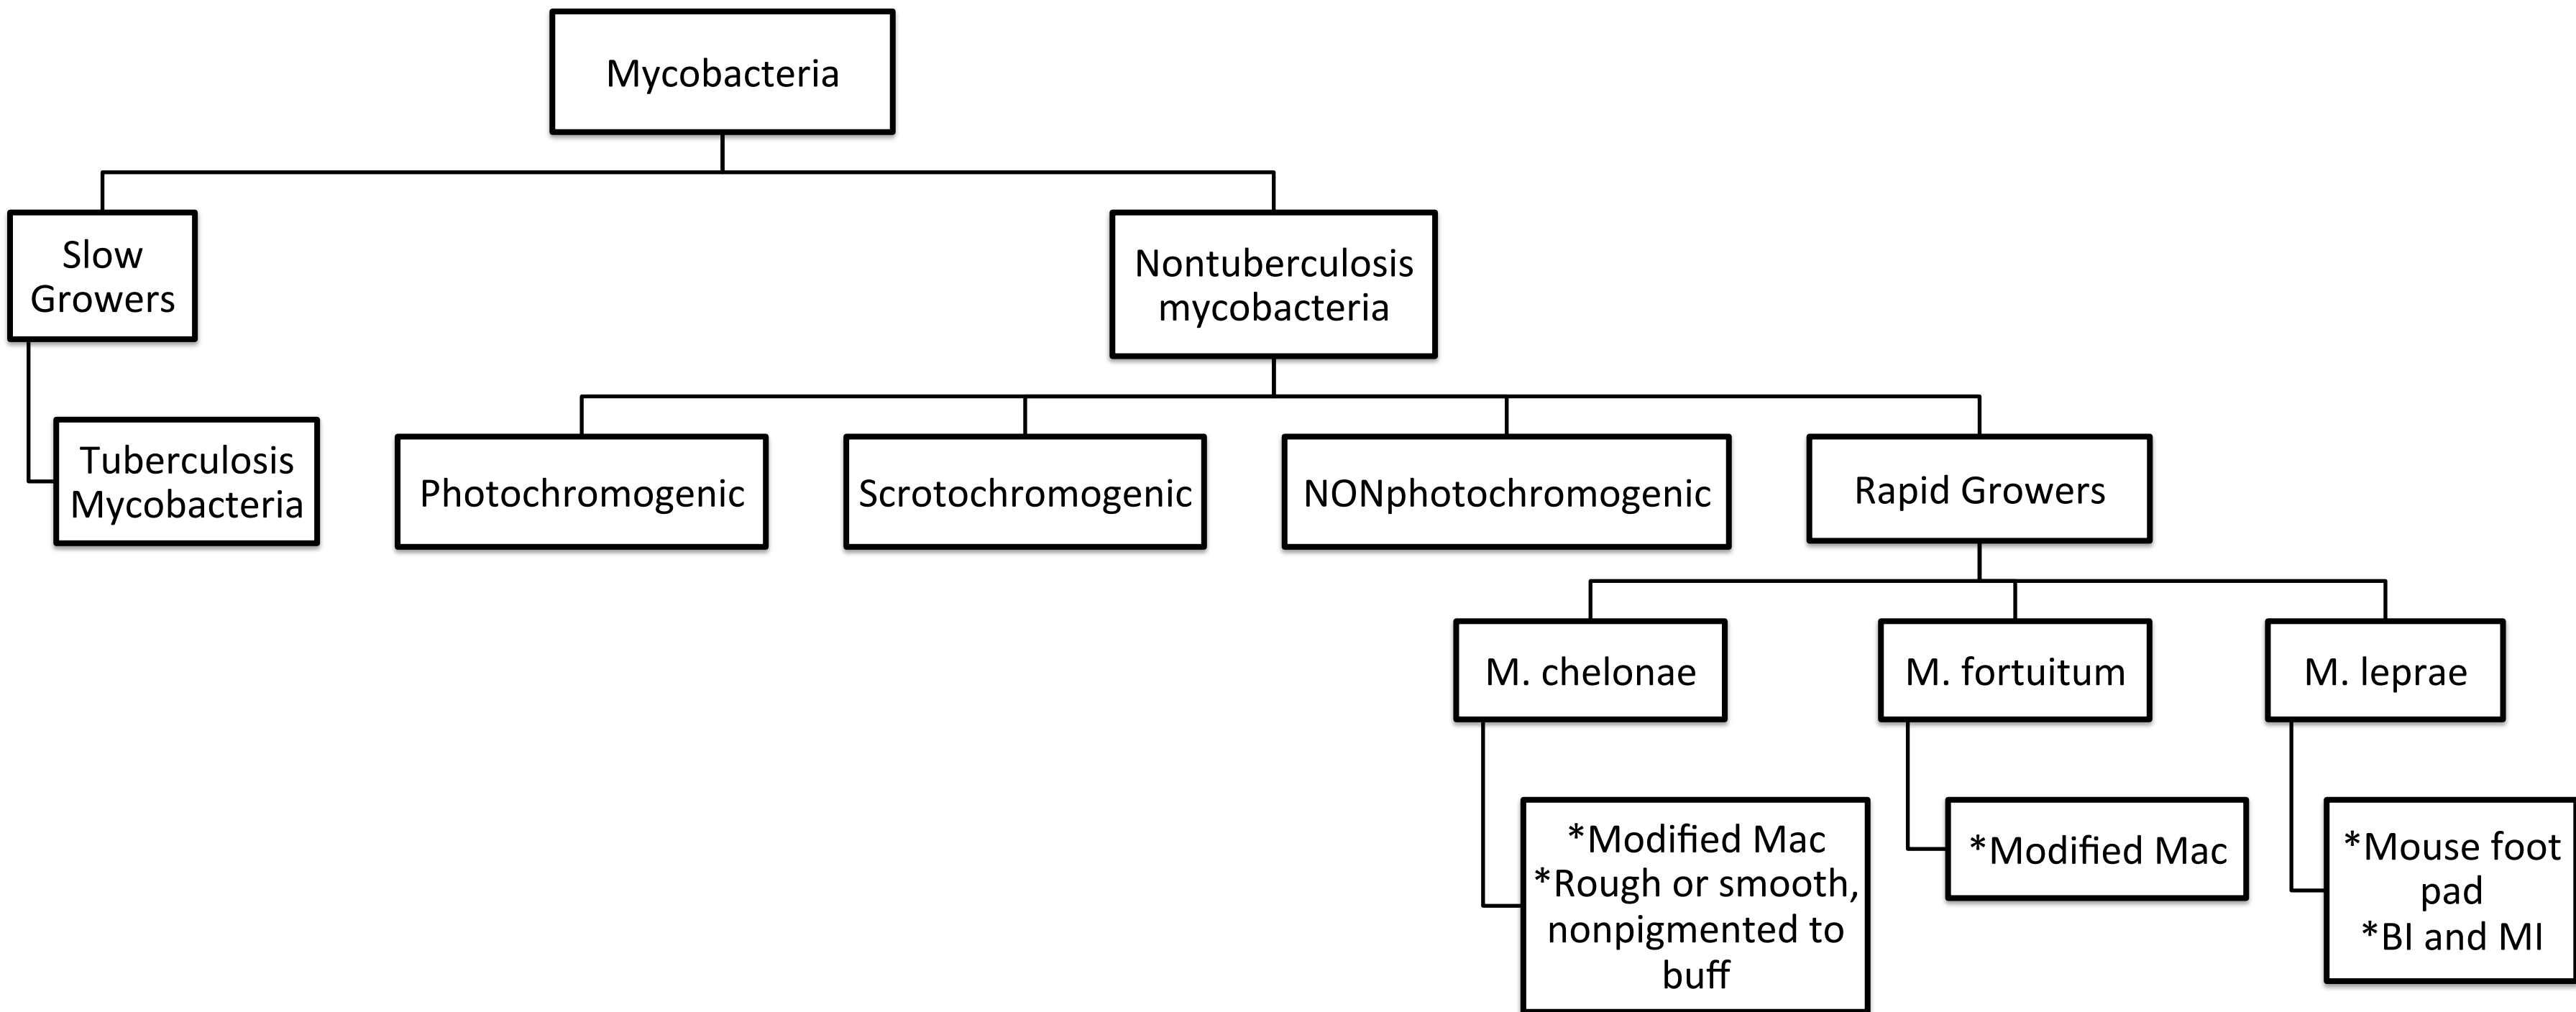 Mycobacteria
Slow
Growers
Nontuberculosis
mycobacteria
Tuberculosis
Mycobacteria
Photochromogenic
Scrotochromogenic
NONphotochromogenic
Rapid Growers
M. chelonae
M. fortuitum
M. leprae
*Modified Mac
*Rough or smooth,
nonpigmented to
buff
*Modified Mac
*Mouse foot
pad
*BI and MI